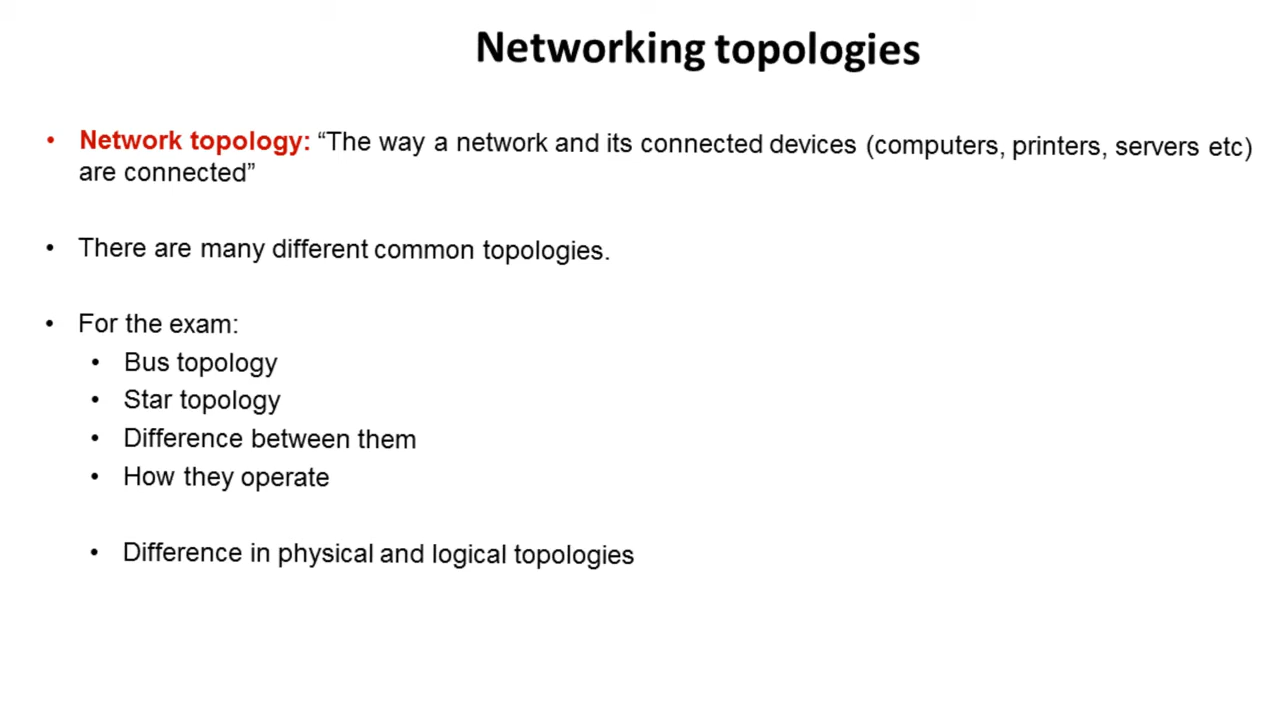 Networking topologies
• Network topology: “The way a network and its connected devices (computers, printers, servers etc)
are connected”
• There are many different common topologies.
• For the exam:
• Bus topology
• Star topology
• Difference between them
• How they operate
• Difference in physical and logical topologies